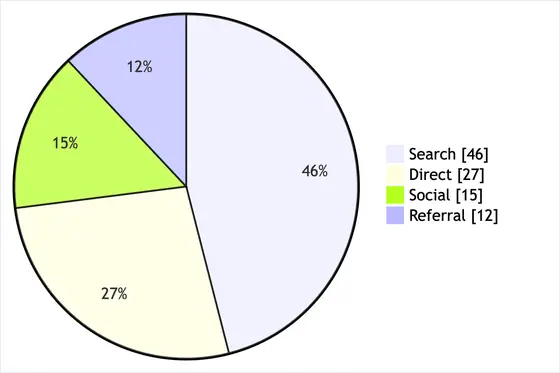 12%
15%
46%
27%
Search [46]
Direct [27]
Social [15]
Referral [12]